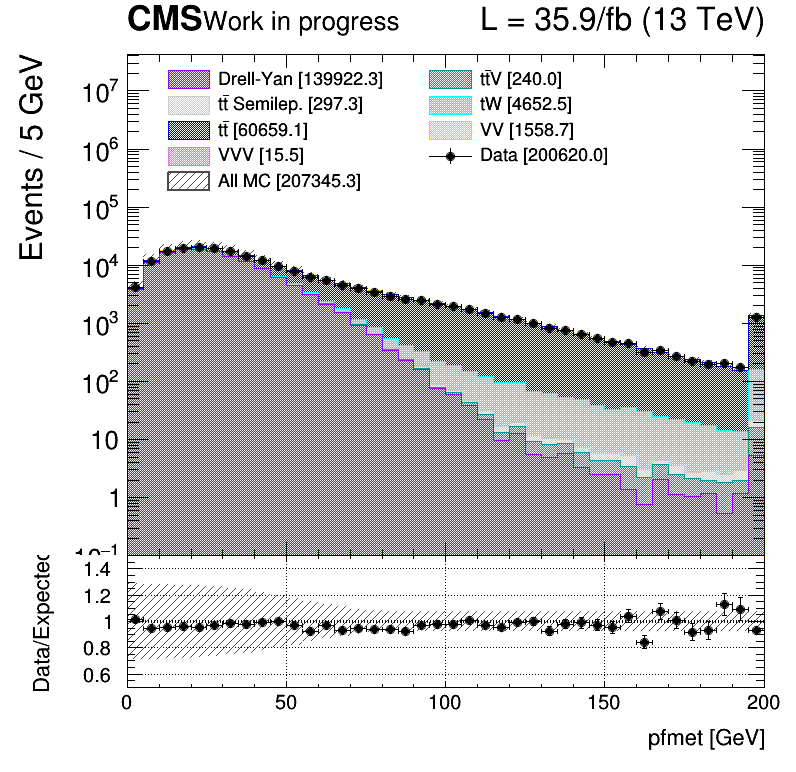 CMS Work in progress L = 35.9/fb (13 TeV)
Events / 5 GeV
Drell-Yan [139922.3] tt̄V [240.0]
tt̄ Semilep. [297.3] tW [4652.5]
tt̄ [60659.1] VV [1558.7]
VVV [15.5] Data [200620.0]
All MC [207345.3]
10⁷
10⁶
10⁵
10⁴
10³
10²
10
1
10⁻¹
Data/Expected
1.4
1.2
1
0.8
0.6
0 50 100 150 200
pfmet [GeV]